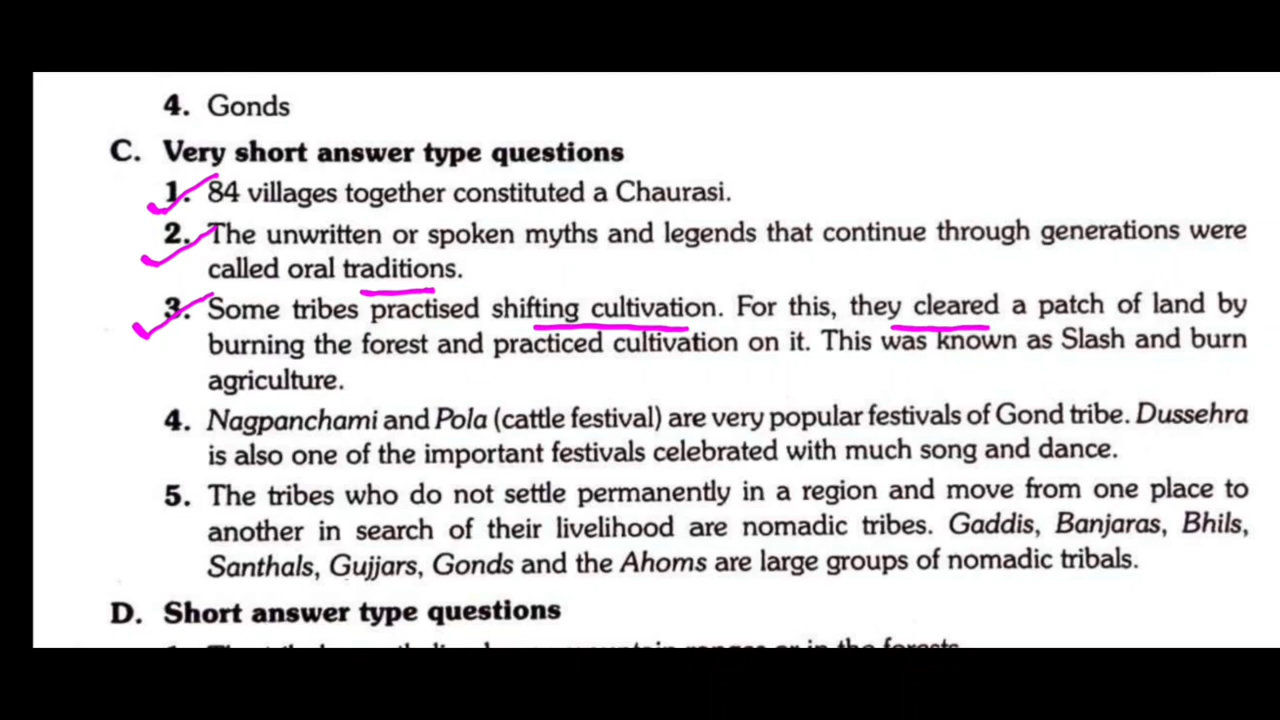 4. Gonds
C. Very short answer type questions
1. 84 villages together constituted a Chaurasi.
2. The unwritten or spoken myths and legends that continue through generations were
called oral traditions.
3. Some tribes practised shifting cultivation. For this, they cleared a patch of land by
burning the forest and practiced cultivation on it. This was known as Slash and burn
agriculture.
4. Nagpanchami and Pola (cattle festival) are very popular festivals of Gond tribe. Dussehra
is also one of the important festivals celebrated with much song and dance.
5. The tribes who do not settle permanently in a region and move from one place to
another in search of their livelihood are nomadic tribes. Gaddis, Banjaras, Bhils,
Santhals, Gujjars, Gonds and the Ahoms are large groups of nomadic tribals.
D. Short answer type questions
mountain ranges or in the forests